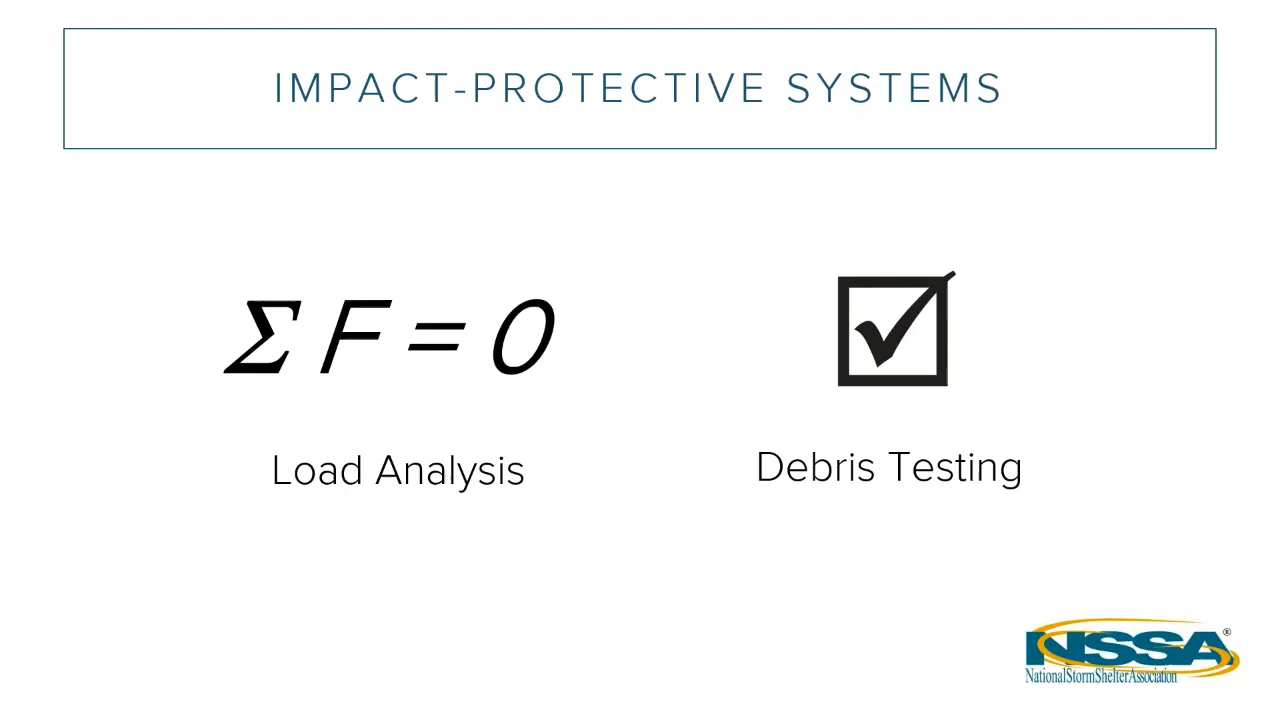 IMPACT-PROTECTIVE SYSTEMS
Σ F = 0
Load Analysis
Debris Testing
NSSA®
NationalStormShelterAssociation